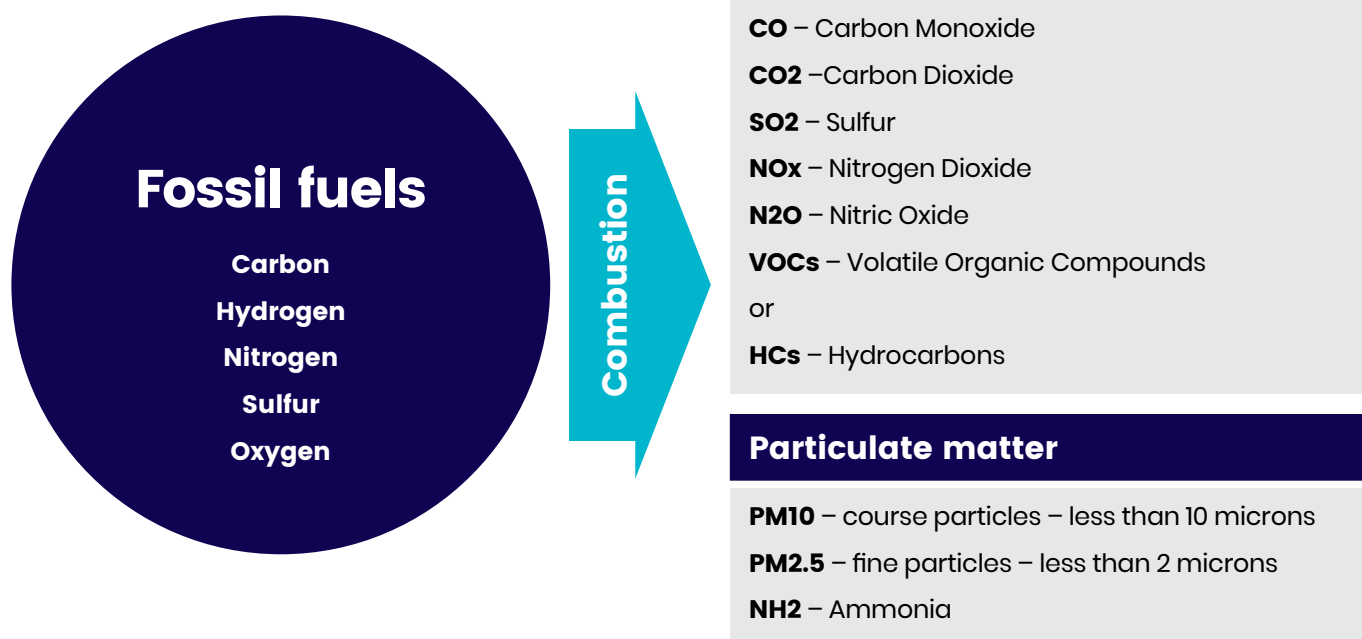 Fossil fuels
Carbon
Hydrogen
Nitrogen
Sulfur
Oxygen
Combustion
CO – Carbon Monoxide
CO2 –Carbon Dioxide
SO2 – Sulfur
NOx – Nitrogen Dioxide
N2O – Nitric Oxide
VOCs – Volatile Organic Compounds
or
HCs – Hydrocarbons
Particulate matter
PM10 – course particles – less than 10 microns
PM2.5 – fine particles – less than 2 microns
NH2 – Ammonia